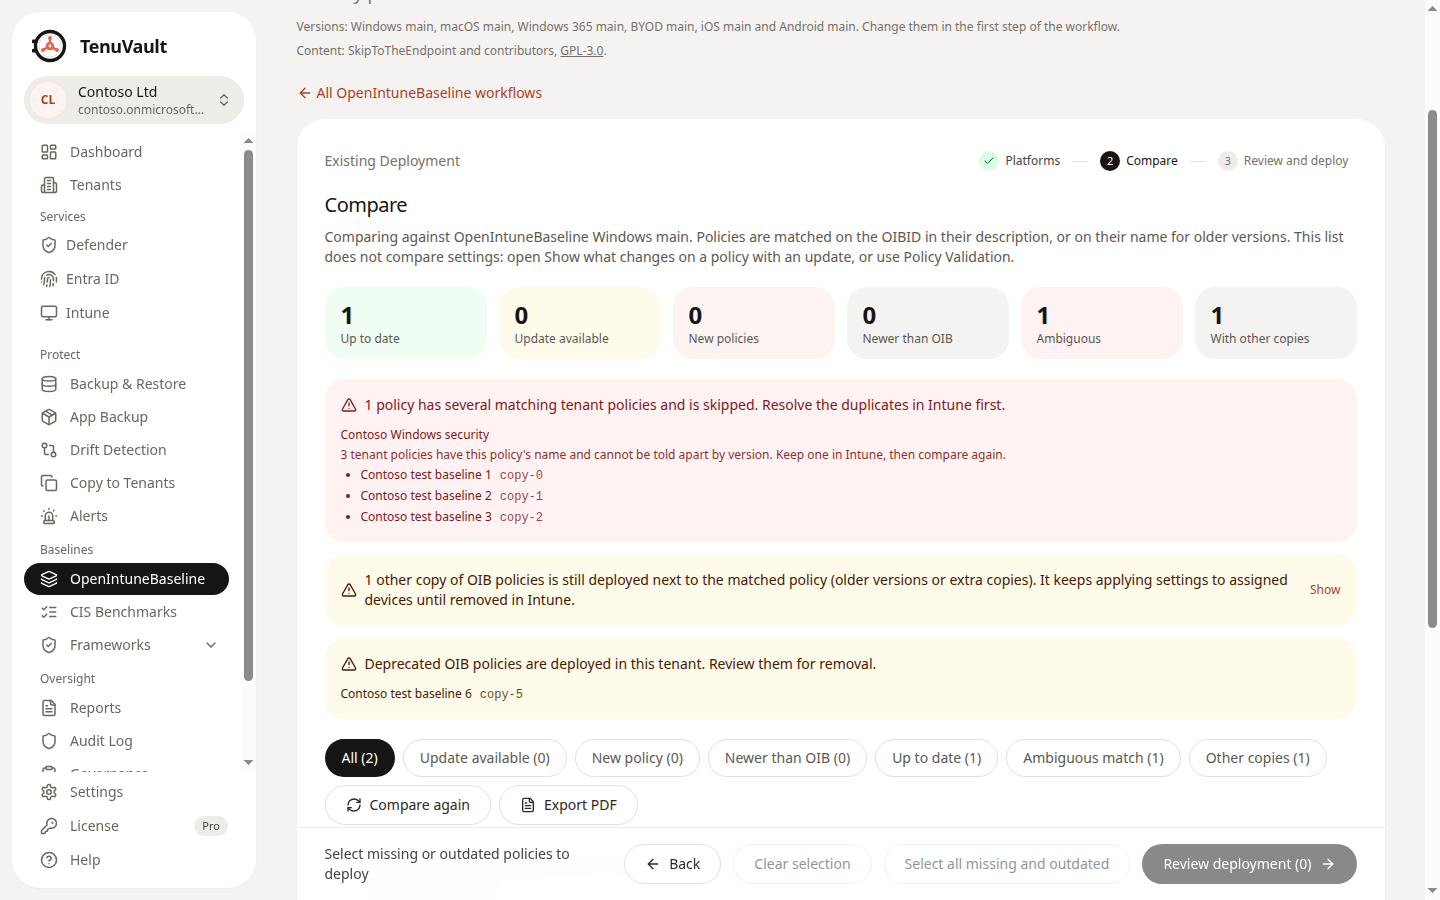 TenuVault
CL
Contoso Ltd
contoso.onmicrosoft...
Dashboard
Tenants
Services
Defender
Entra ID
Intune
Protect
Backup & Restore
App Backup
Drift Detection
Copy to Tenants
Alerts
Baselines
OpenIntuneBaseline
CIS Benchmarks
Frameworks
Oversight
Reports
Audit Log
Settings
License
Pro
Help
Versions: Windows main, macOS main, Windows 365 main, BYOD main, iOS main and Android main. Change them in the first step of the workflow.
Content: SkipToTheEndpoint and contributors, GPL-3.0.
All OpenIntuneBaseline workflows
Existing Deployment
Platforms
2 Compare
3 Review and deploy
Compare
Comparing against OpenIntuneBaseline Windows main. Policies are matched on the OIBID in their description, or on their name for older versions. This list
does not compare settings: open Show what changes on a policy with an update, or use Policy Validation.
1
Up to date
0
Update available
0
New policies
0
Newer than OIB
1
Ambiguous
1
With other copies
1 policy has several matching tenant policies and is skipped. Resolve the duplicates in Intune first.
Contoso Windows security
3 tenant policies have this policy's name and cannot be told apart by version. Keep one in Intune, then compare again.
• Contoso test baseline 1 copy-0
• Contoso test baseline 2 copy-1
• Contoso test baseline 3 copy-2
1 other copy of OIB policies is still deployed next to the matched policy (older versions or extra copies). It keeps applying settings to assigned
devices until removed in Intune.
Show
Deprecated OIB policies are deployed in this tenant. Review them for removal.
Contoso test baseline 6 copy-5
All (2)
Update available (0)
New policy (0)
Newer than OIB (0)
Up to date (1)
Ambiguous match (1)
Other copies (1)
Compare again
Export PDF
Select missing or outdated policies to
deploy
Back
Clear selection
Select all missing and outdated
Review deployment (0)